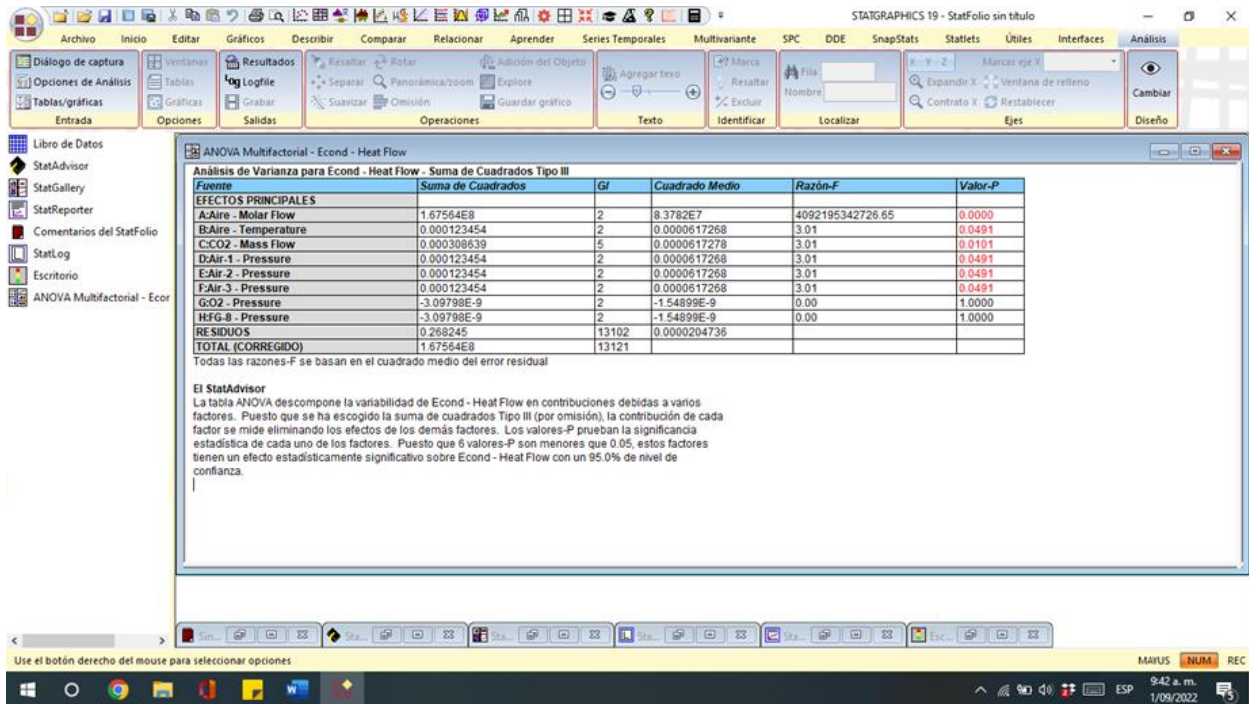 STATGRAPHICS 19 - StatFolio sin título
Archivo Inicio Editar Gráficos Describir Comparar Relacionar Aprender Series Temporales Multivariante SPC DDE SnapStats Statlets Útiles Interfaces Análisis
Diálogo de captura Ventanas Resultados Resaltar Rotar Adición del Objeto Agregar texo Marca Fila X - Y - Z Marcas eje X
Opciones de Análisis Tablas Logfile Separar Panorámica/zoom Explore Resaltar Nombre Expandir X Ventana de relleno Cambiar
Tablas/gráficas Gráficas Grabar Suavizar Omisión Guardar gráfico Excluir Contrato X Restablecer
Entrada Opciones Salidas Operaciones Texto Identificar Localizar Ejes Diseño
Libro de Datos
StatAdvisor
StatGallery
StatReporter
Comentarios del StatFolio
StatLog
Escritorio
ANOVA Multifactorial - Ecor
ANOVA Multifactorial - Econd - Heat Flow
Análisis de Varianza para Econd - Heat Flow - Suma de Cuadrados Tipo III
Fuente Suma de Cuadrados Gl Cuadrado Medio Razón-F Valor-P
EFECTOS PRINCIPALES
A:Aire - Molar Flow 1.67564E8 2 8.3782E7 4092195342726.65 0.0000
B:Aire - Temperature 0.000123454 2 0.0000617268 3.01 0.0491
C:CO2 - Mass Flow 0.000308639 5 0.0000617278 3.01 0.0101
D:Air-1 - Pressure 0.000123454 2 0.0000617268 3.01 0.0491
E:Air-2 - Pressure 0.000123454 2 0.0000617268 3.01 0.0491
F:Air-3 - Pressure 0.000123454 2 0.0000617268 3.01 0.0491
G:O2 - Pressure -3.09798E-9 2 -1.54899E-9 0.00 1.0000
H:FG-8 - Pressure -3.09798E-9 2 -1.54899E-9 0.00 1.0000
RESIDUOS 0.268245 13102 0.0000204736
TOTAL (CORREGIDO) 1.67564E8 13121
Todas las razones-F se basan en el cuadrado medio del error residual
El StatAdvisor
La tabla ANOVA descompone la variabilidad de Econd - Heat Flow en contribuciones debidas a varios
factores. Puesto que se ha escogido la suma de cuadrados Tipo III (por omisión), la contribución de cada
factor se mide eliminando los efectos de los demás factores. Los valores-P prueban la significancia
estadística de cada uno de los factores. Puesto que 6 valores-P son menores que 0.05, estos factores
tienen un efecto estadísticamente significativo sobre Econd - Heat Flow con un 95.0% de nivel de
confianza.
Sin... Sta... Sta... Sta... Sta... Esc...
Use el botón derecho del mouse para seleccionar opciones
MAYUS NUM REC
ESP
9:42 a. m.
1/09/2022